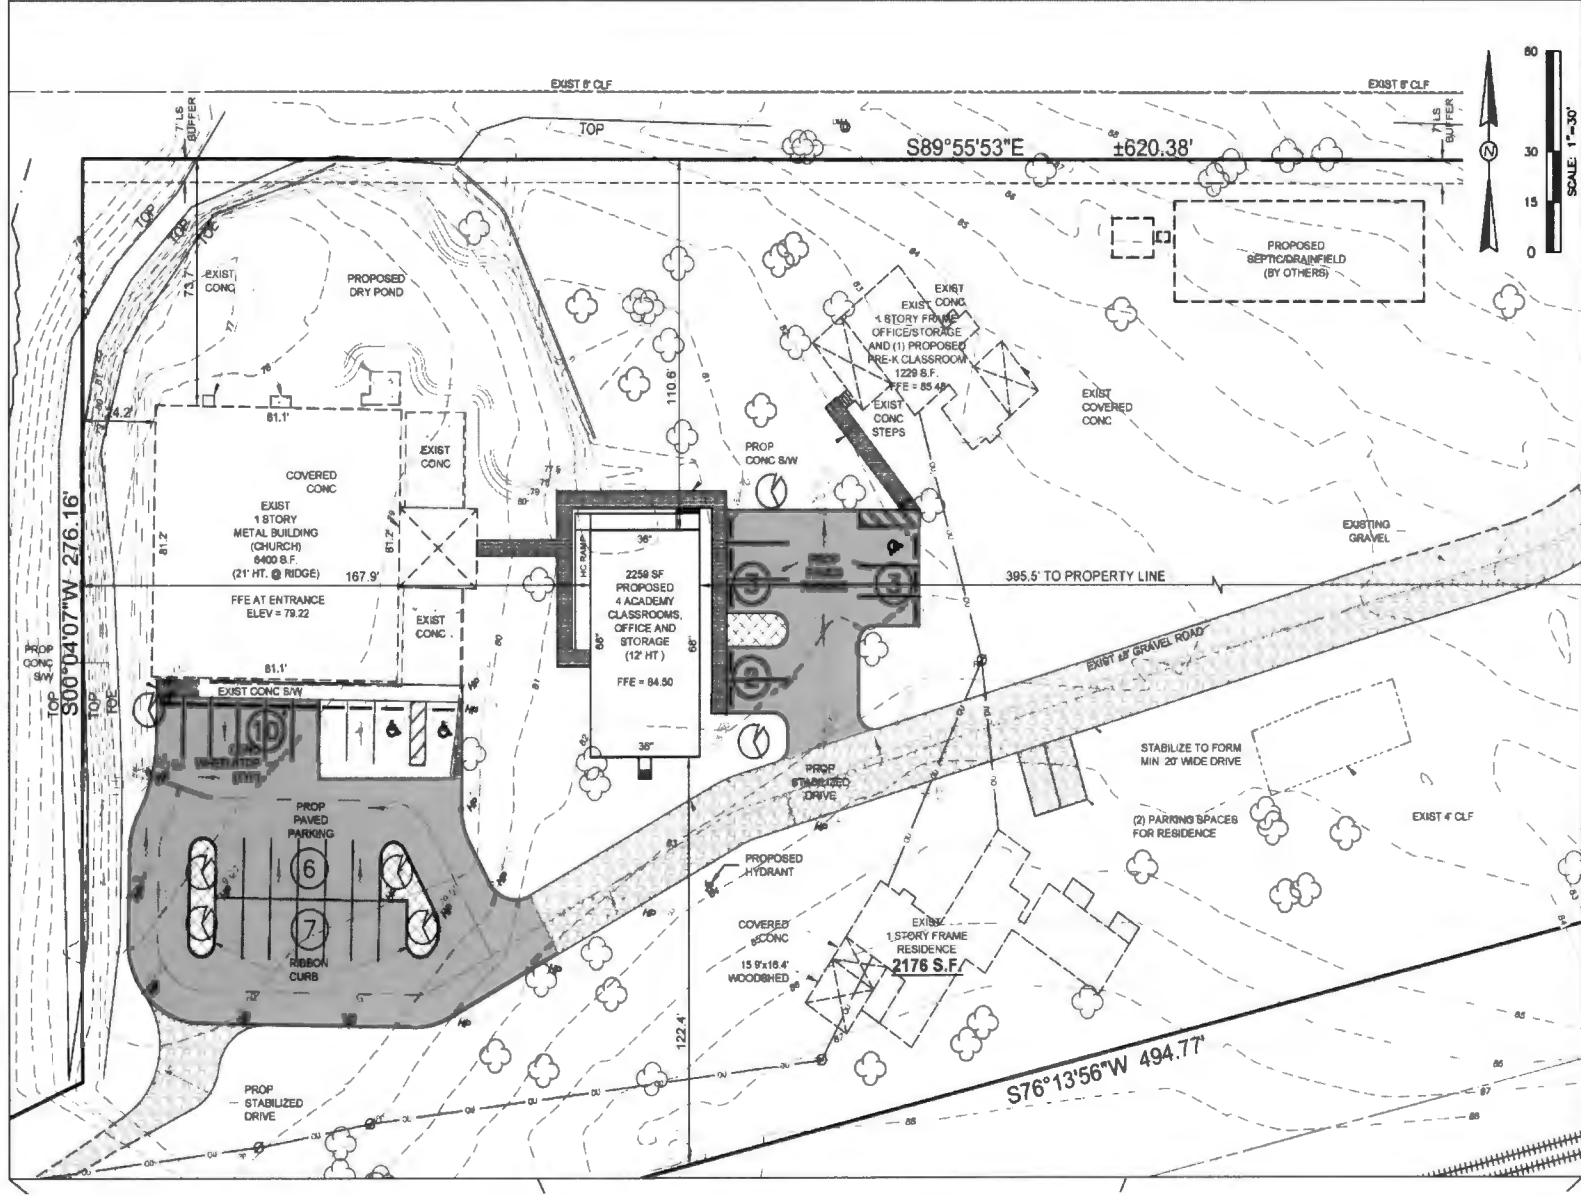 EXIST 6' CLF
EXIST 6' CLF
7' LS
BUFFER
7' LS
BUFFER
TOP
S89°55'53"E ±620.38'
60
30
15
0
SCALE: 1"=30'
N
TOP
TOP
TOE
73.7'
EXIST
CONC
PROPOSED
DRY POND
110.6'
EXIST
CONC
EXIST
1 STORY FRAME
OFFICE/STORAGE
AND (1) PROPOSED
PRE-K CLASSROOM
1229 S.F.
FFE = 85.48
EXIST
CONC
STEPS
EXIST
COVERED
CONC
PROPOSED
SEPTIC/DRAINFIELD
(BY OTHERS)
PROP
CONC S/W
81.1'
EXIST
CONC
COVERED
CONC
EXIST
1 STORY
METAL BUILDING
(CHURCH)
6400 S.F.
(21' HT. @ RIDGE)
FFE AT ENTRANCE
ELEV = 79.22
81.2'
81.2'
167.9'
EXIST
CONC
81.1'
EXIST CONC S/W
S00°04'07"W 276.16'
PROP
CONC
S/W
TOP
TOP
TOE
HC RAMP
36"
2259 SF
PROPOSED
4 ACADEMY
CLASSROOMS,
OFFICE AND
STORAGE
(12' HT )
FFE = 84.50
68"
36"
395.5' TO PROPERTY LINE
EXISTING
GRAVEL
EXIST ±8' GRAVEL ROAD
10
PROP
PAVED
PARKING
6
7
RIBBON
CURB
PROP
STABILIZED
DRIVE
STABILIZE TO FORM
MIN 20' WIDE DRIVE
(2) PARKING SPACES
FOR RESIDENCE
EXIST 4' CLF
PROPOSED
HYDRANT
COVERED
CONC
15 9'x16.4'
WOODSHED
EXIST
1 STORY FRAME
RESIDENCE
2176 S.F.
122.4'
S76°13'56"W 494.77'
PROP
STABILIZED
DRIVE